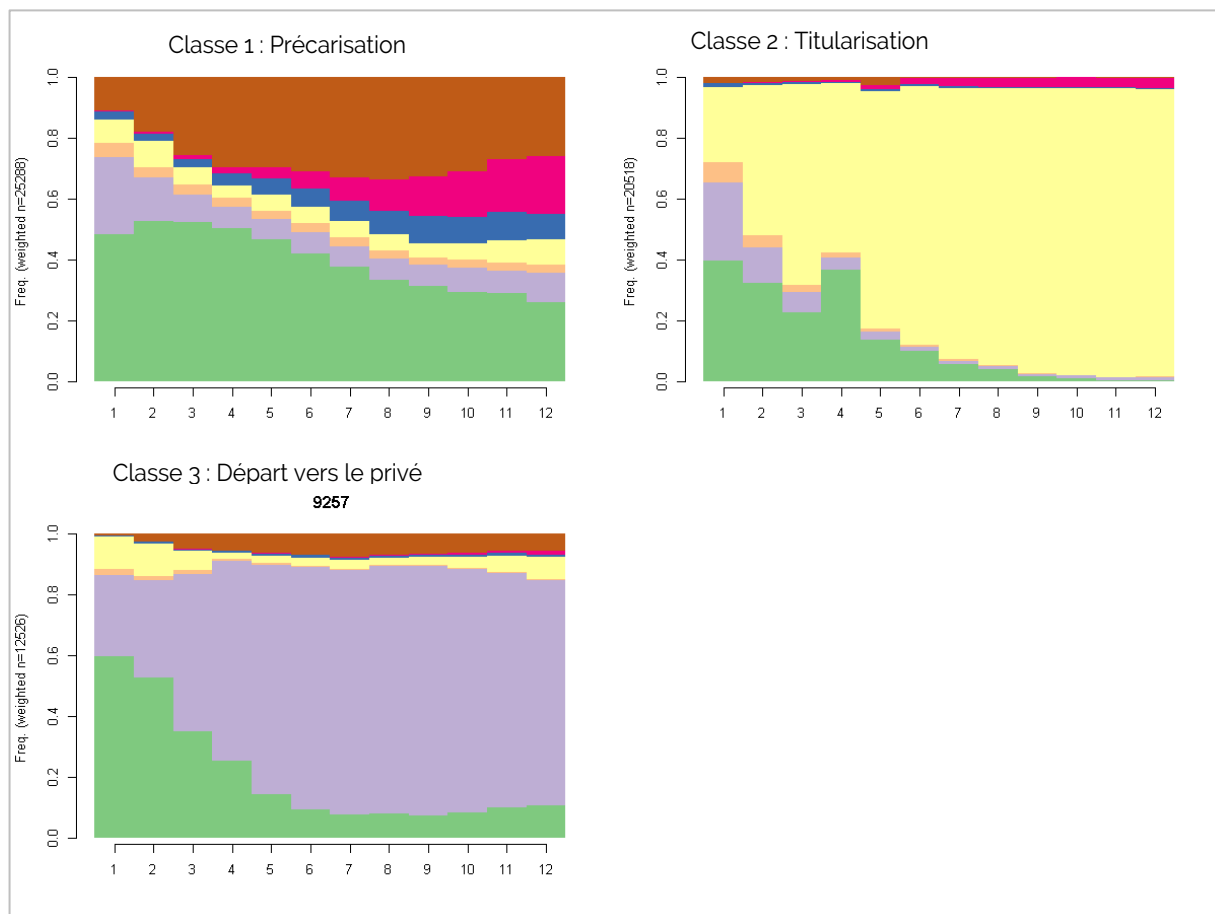 Classe 1 : Précarisation
Freq. (weighted n=25288)
1.0
0.8
0.6
0.4
0.2
0.0
1 2 3 4 5 6 7 8 9 10 11 12
Classe 2 : Titularisation
Freq. (weighted n=20518)
1.0
0.8
0.6
0.4
0.2
0.0
1 2 3 4 5 6 7 8 9 10 11 12
Classe 3 : Départ vers le privé
9257
Freq. (weighted n=12526)
1.0
0.8
0.6
0.4
0.2
0.0
1 2 3 4 5 6 7 8 9 10 11 12